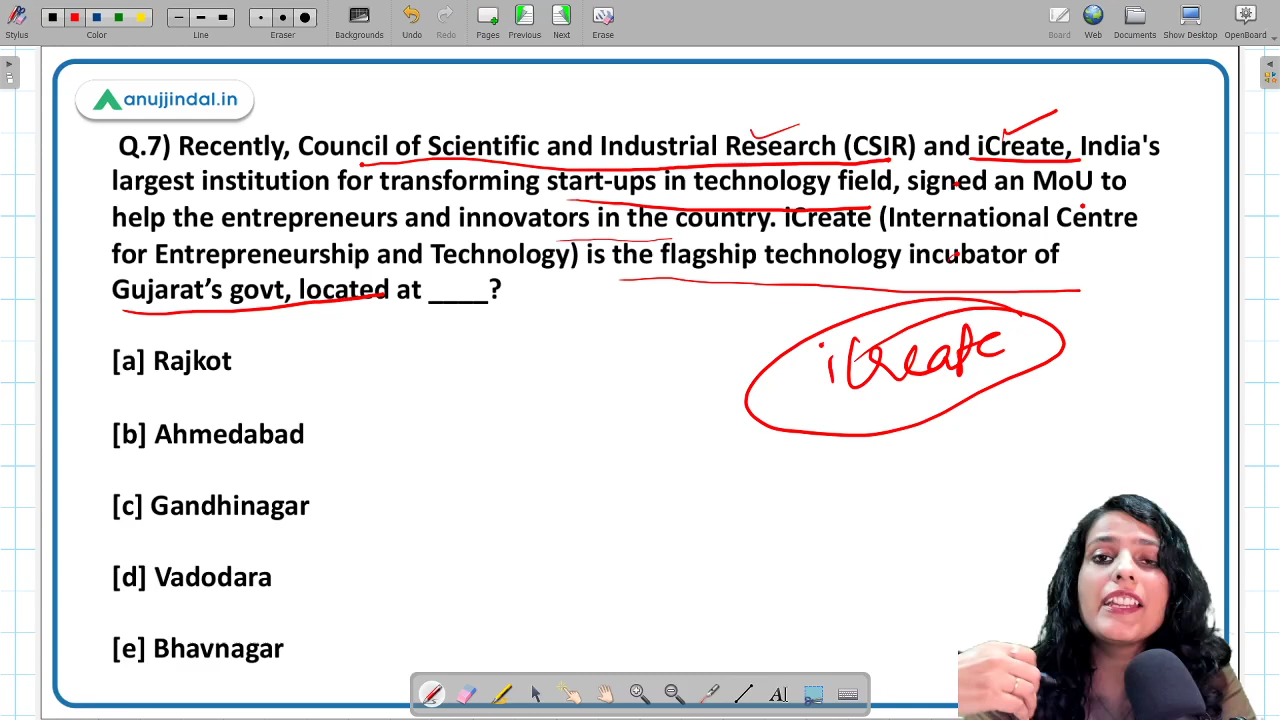 Stylus
Color
Line
Eraser
Backgrounds
Undo
Redo
Pages
Previous
Next
Erase
Board
Web
Documents
Show Desktop
OpenBoard
anujjindal.in
Q.7) Recently, Council of Scientific and Industrial Research (CSIR) and iCreate, India's
largest institution for transforming start-ups in technology field, signed an MoU to
help the entrepreneurs and innovators in the country. iCreate (International Centre
for Entrepreneurship and Technology) is the flagship technology incubator of
Gujarat's govt, located at ____?
iCreate
[a] Rajkot
[b] Ahmedabad
[c] Gandhinagar
[d] Vadodara
[e] Bhavnagar